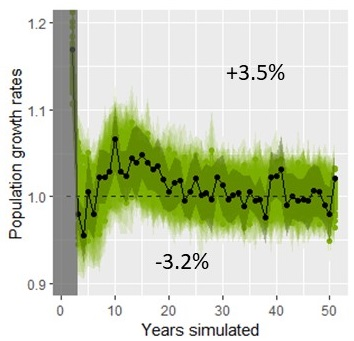 1.2
+3.5%
1.1
Population growth rates
1.0
-3.2%
0.9
0 10 20 30 40 50
Years simulated